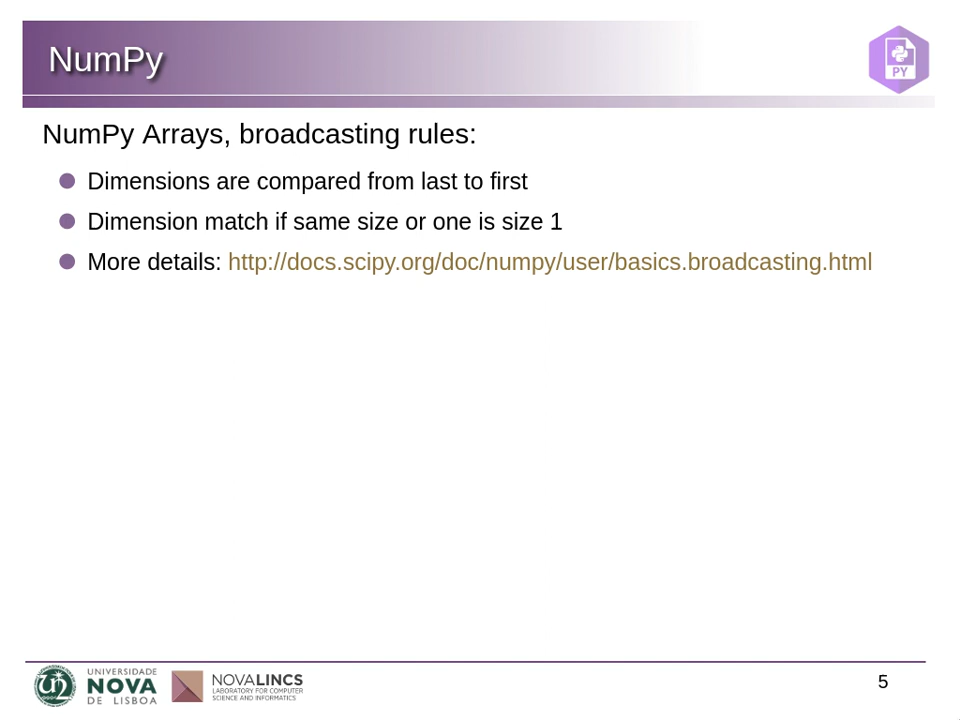 NumPy
PY
NumPy Arrays, broadcasting rules:
Dimensions are compared from last to first
Dimension match if same size or one is size 1
More details: http://docs.scipy.org/doc/numpy/user/basics.broadcasting.html
UNIVERSIDADE
NOVA
DE LISBOA
NOVALINCS
LABORATORY FOR COMPUTER
SCIENCE AND INFORMATICS
5